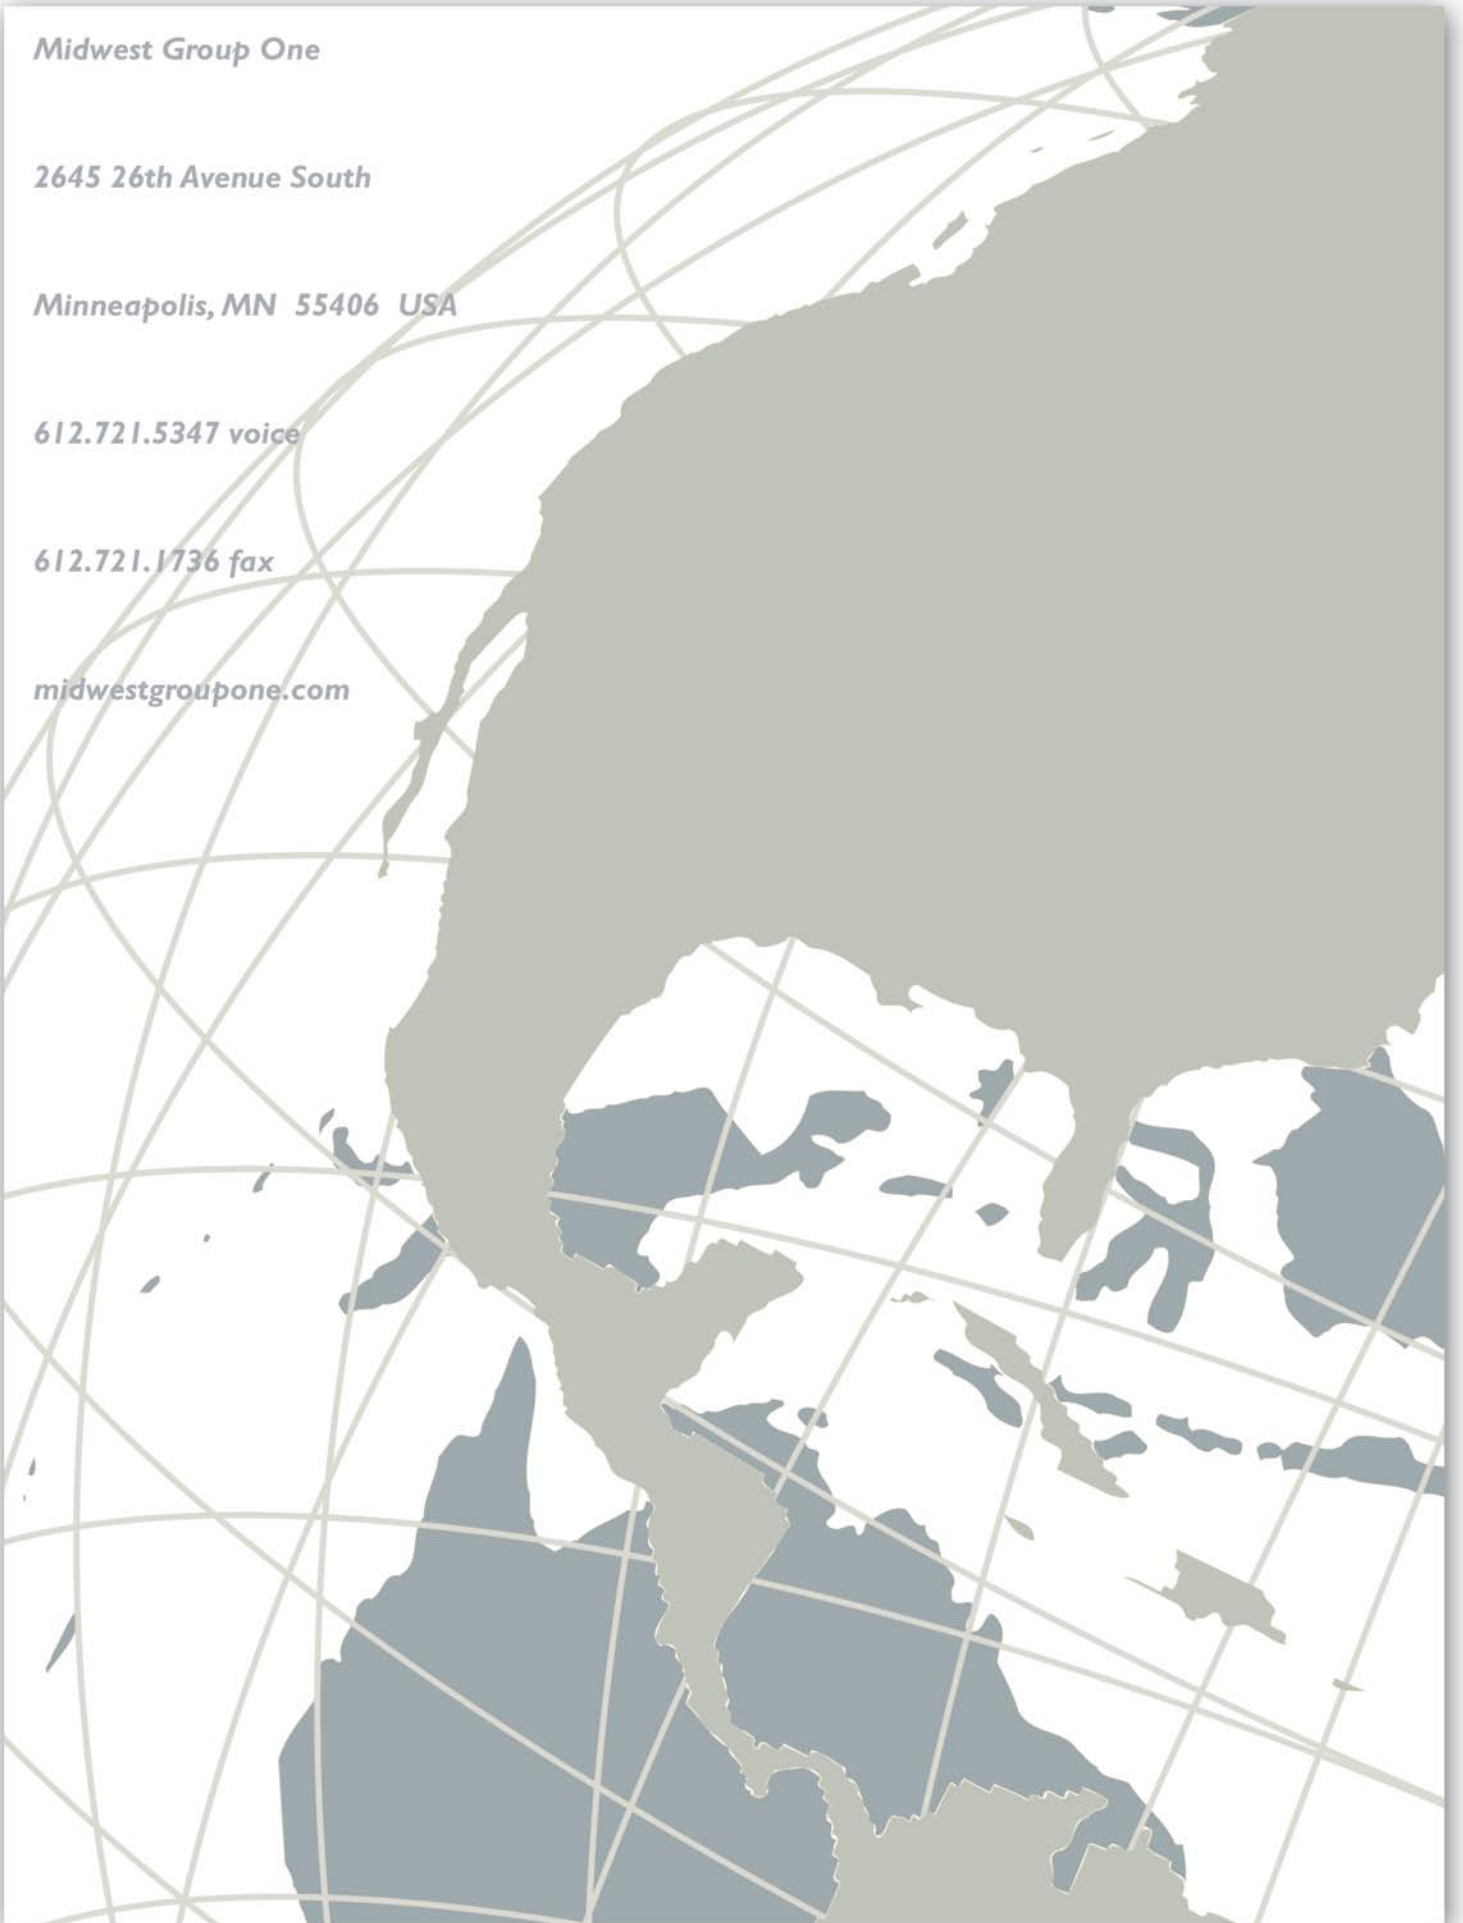 Midwest Group One
2645 26th Avenue South
Minneapolis, MN 55406 USA
612.721.5347 voice
612.721.1736 fax
midwestgroupone.com